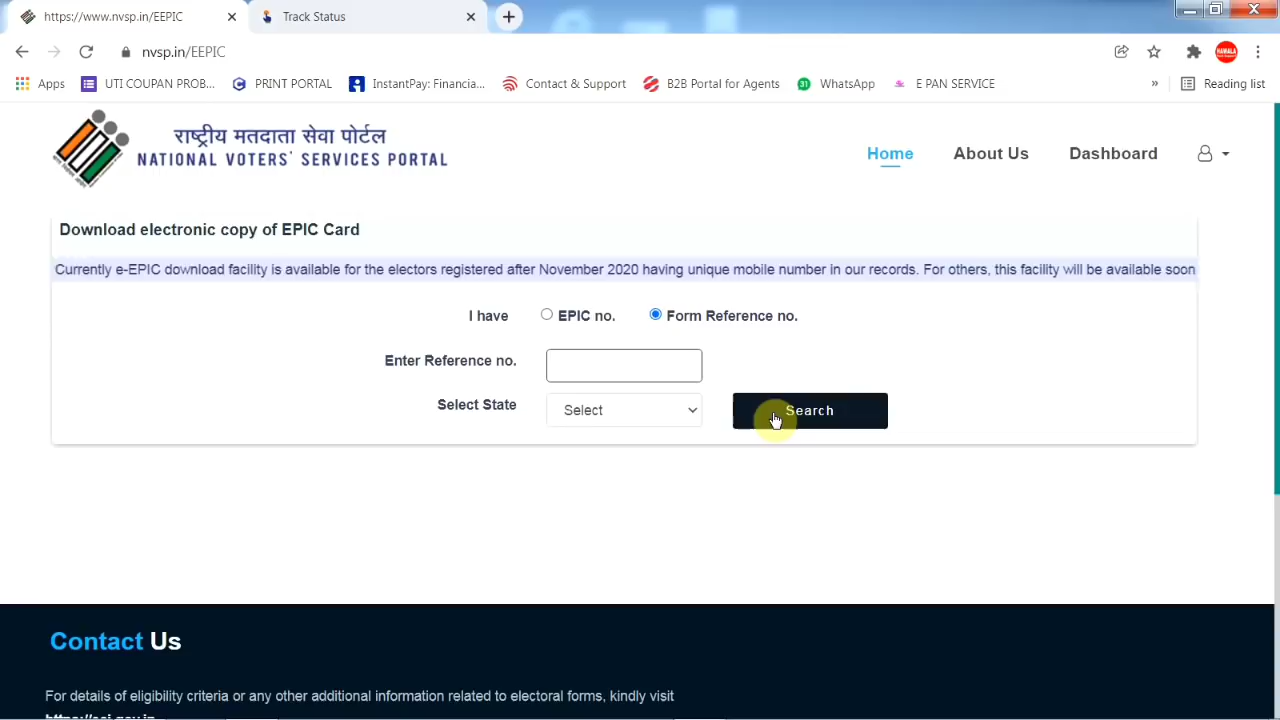 https://www.nvsp.in/EEPIC
Track Status
nvsp.in/EEPIC
Apps
UTI COUPAN PROB...
PRINT PORTAL
InstantPay: Financia...
Contact & Support
B2B Portal for Agents
31
WhatsApp
E PAN SERVICE
»
Reading list
राष्ट्रीय मतदाता सेवा पोर्टल
NATIONAL VOTERS' SERVICES PORTAL
Home
About Us
Dashboard
Download electronic copy of EPIC Card
Currently e-EPIC download facility is available for the electors registered after November 2020 having unique mobile number in our records. For others, this facility will be available soon
I have
EPIC no.
Form Reference no.
Enter Reference no.
Select State
Select
Search
Contact Us
For details of eligibility criteria or any other additional information related to electoral forms, kindly visit
https://eci.gov.in